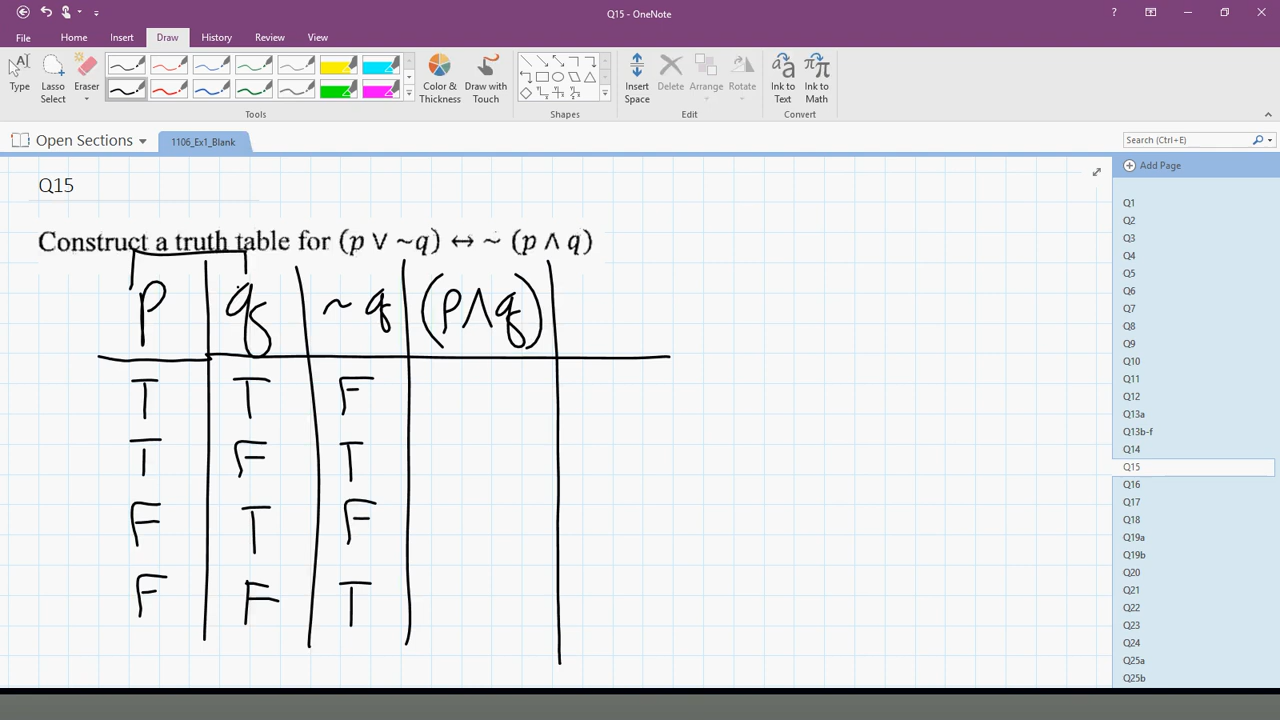 Q15 - OneNote
?
File Home Insert Draw History Review View
Type
Lasso Select
Eraser
Color & Thickness
Draw with Touch
Insert Space
Delete
Arrange
Rotate
Ink to Text
Ink to Math
Tools
Shapes
Edit
Convert
Open Sections
1106_Ex1_Blank
Search (Ctrl+E)
Add Page
Q15
Construct a truth table for (p ∨ ~q) ↔ ~ (p ∧ q)
p q ~q (p∧q)
T T F
T F T
F T F
F F T
Q1
Q2
Q3
Q4
Q5
Q6
Q7
Q8
Q9
Q10
Q11
Q12
Q13a
Q13b-f
Q14
Q15
Q16
Q17
Q18
Q19a
Q19b
Q20
Q21
Q22
Q23
Q24
Q25a
Q25b